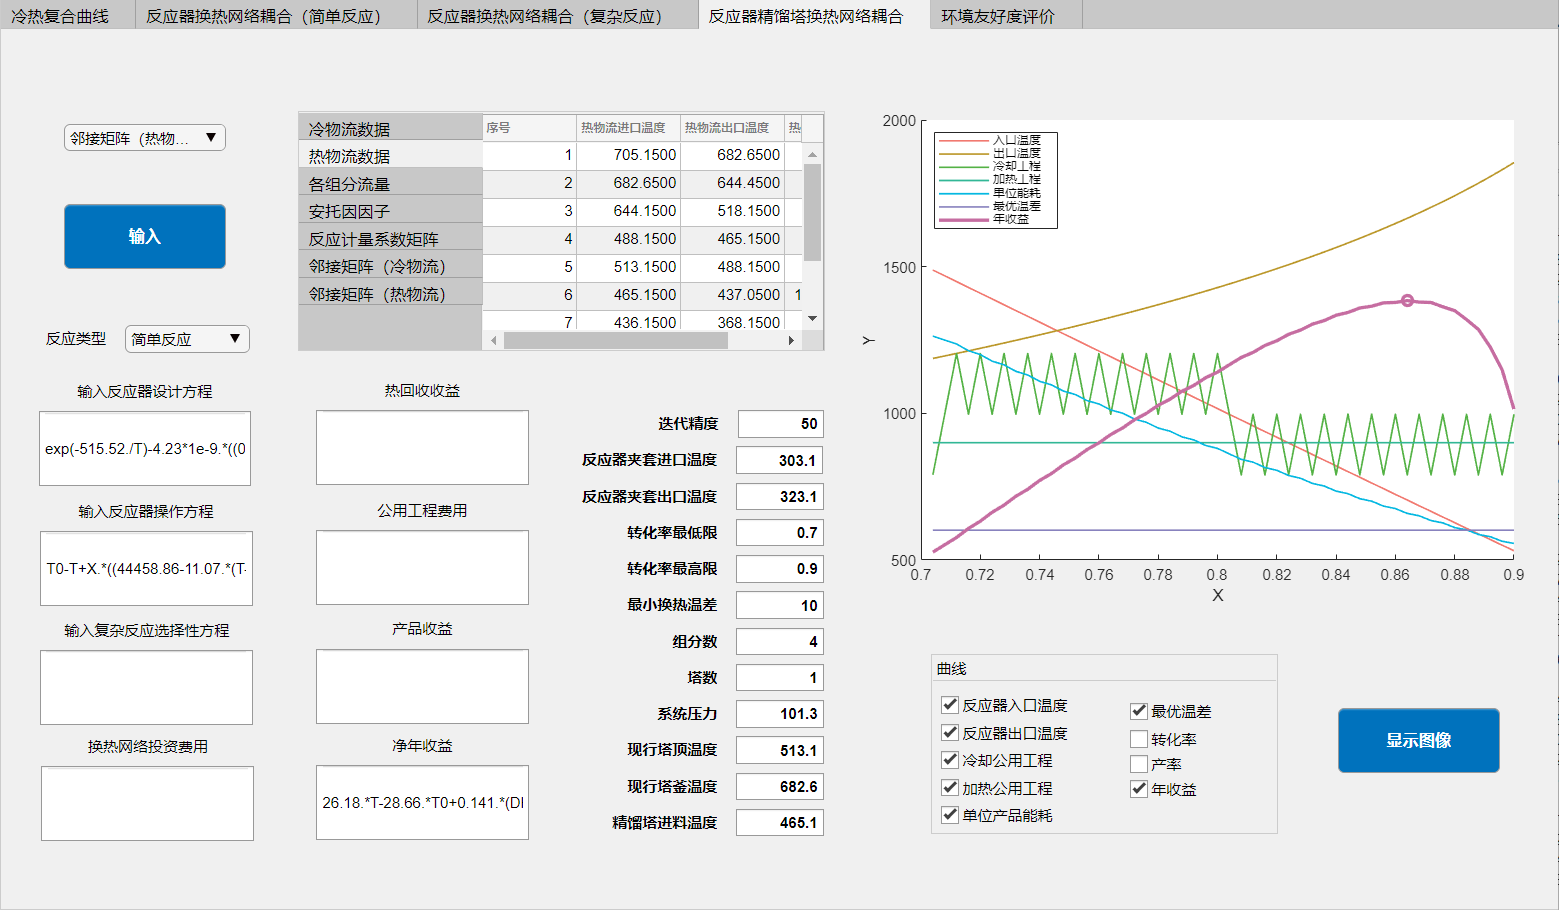 冷热复合曲线
反应器换热网络耦合（简单反应）
反应器换热网络耦合（复杂反应）
反应器精馏塔换热网络耦合
环境友好度评价
邻接矩阵（热物...
输入
反应类型
简单反应
冷物流数据
热物流数据
各组分流量
安托因因子
反应计量系数矩阵
邻接矩阵（冷物流）
邻接矩阵（热物流）
序号 热物流进口温度 热物流出口温度 热
1 705.1500 682.6500
2 682.6500 644.4500
3 644.1500 518.1500
4 488.1500 465.1500
5 513.1500 488.1500
6 465.1500 437.0500 1
7 436.1500 368.1500
输入反应器设计方程
exp(-515.52./T)-4.23*1e-9.*((0
输入反应器操作方程
T0-T+X.*((44458.86-11.07.*(T-
输入复杂反应选择性方程
换热网络投资费用
热回收收益
公用工程费用
产品收益
净年收益
26.18.*T-28.66.*T0+0.141.*(DI
迭代精度 50
反应器夹套进口温度 303.1
反应器夹套出口温度 323.1
转化率最低限 0.7
转化率最高限 0.9
最小换热温差 10
组分数 4
塔数 1
系统压力 101.3
现行塔顶温度 513.1
现行塔釜温度 682.6
精馏塔进料温度 465.1
2000
1500
1000
500
Y
0.7 0.72 0.74 0.76 0.78 0.8 0.82 0.84 0.86 0.88 0.9
X
入口温度
出口温度
冷却工程
加热工程
单位能耗
最优温差
年收益
曲线
反应器入口温度
反应器出口温度
冷却公用工程
加热公用工程
单位产品能耗
最优温差
转化率
产率
年收益
显示图像